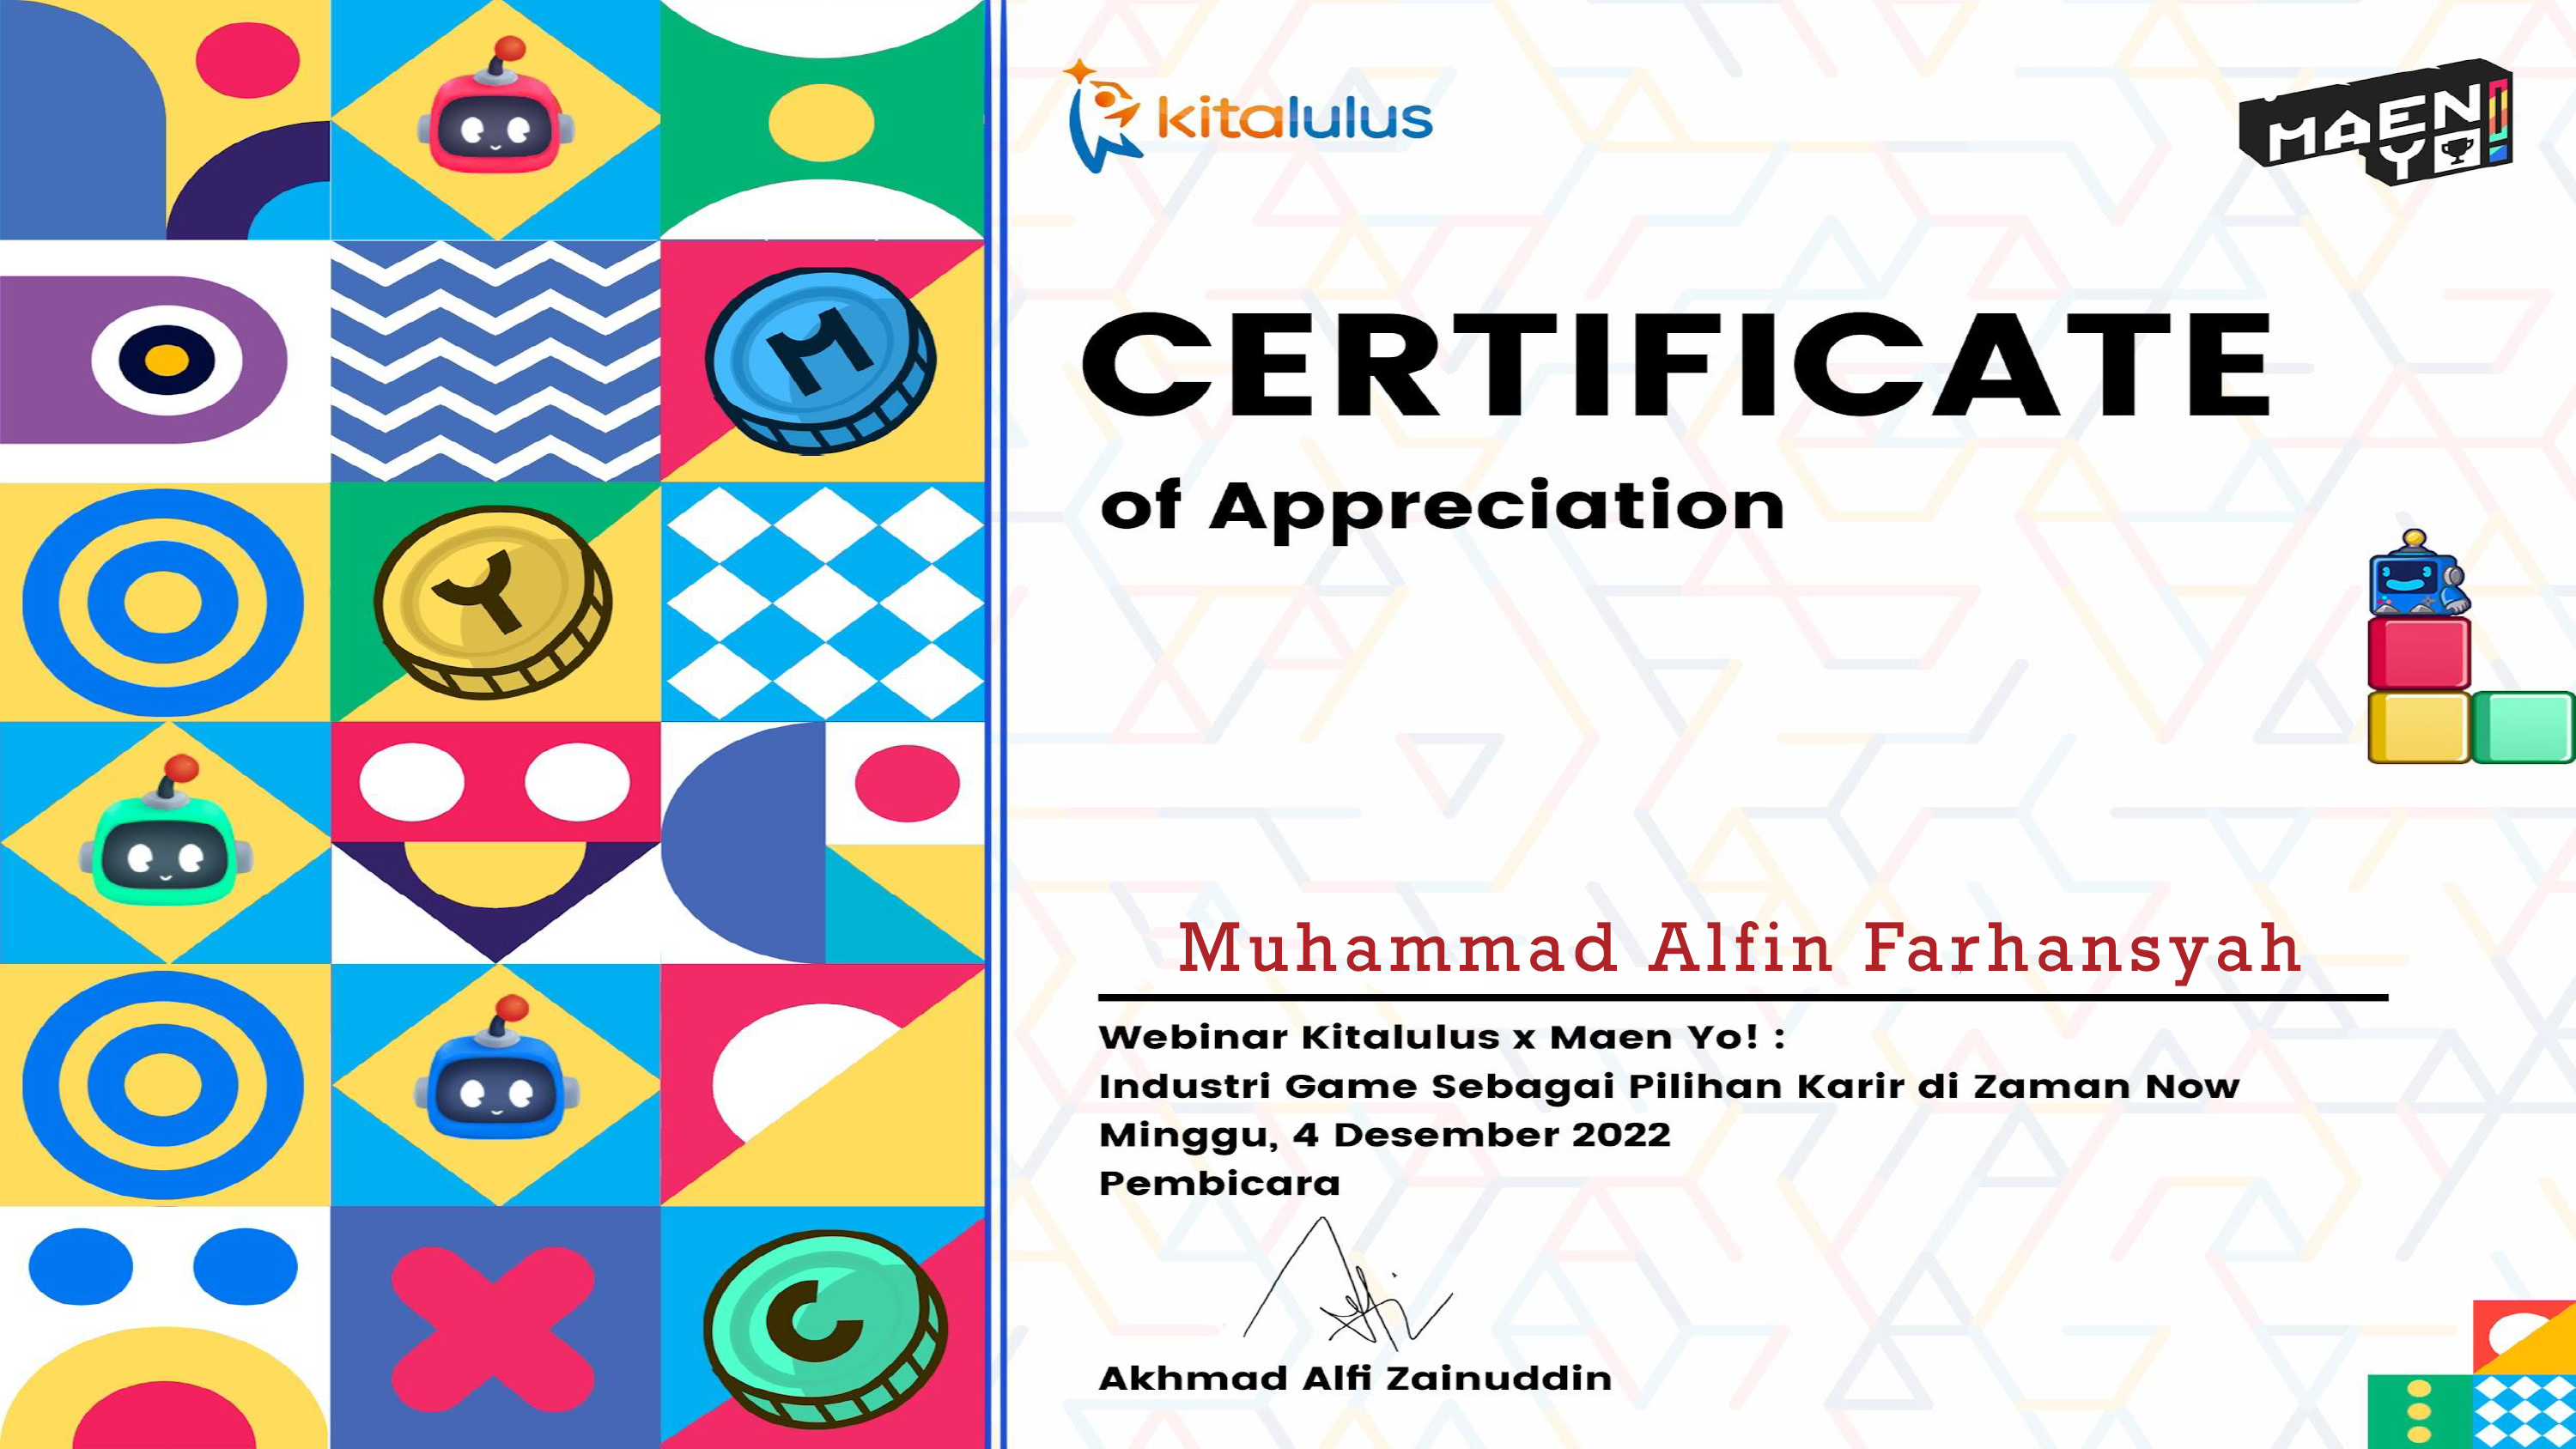 kitalulus
MAEN
YO!
CERTIFICATE
of Appreciation
M
Y
Muhammad Alfin Farhansyah
Webinar Kitalulus x Maen Yo! :
Industri Game Sebagai Pilihan Karir di Zaman Now
Minggu, 4 Desember 2022
Pembicara
Akhmad Alfi Zainuddin
C